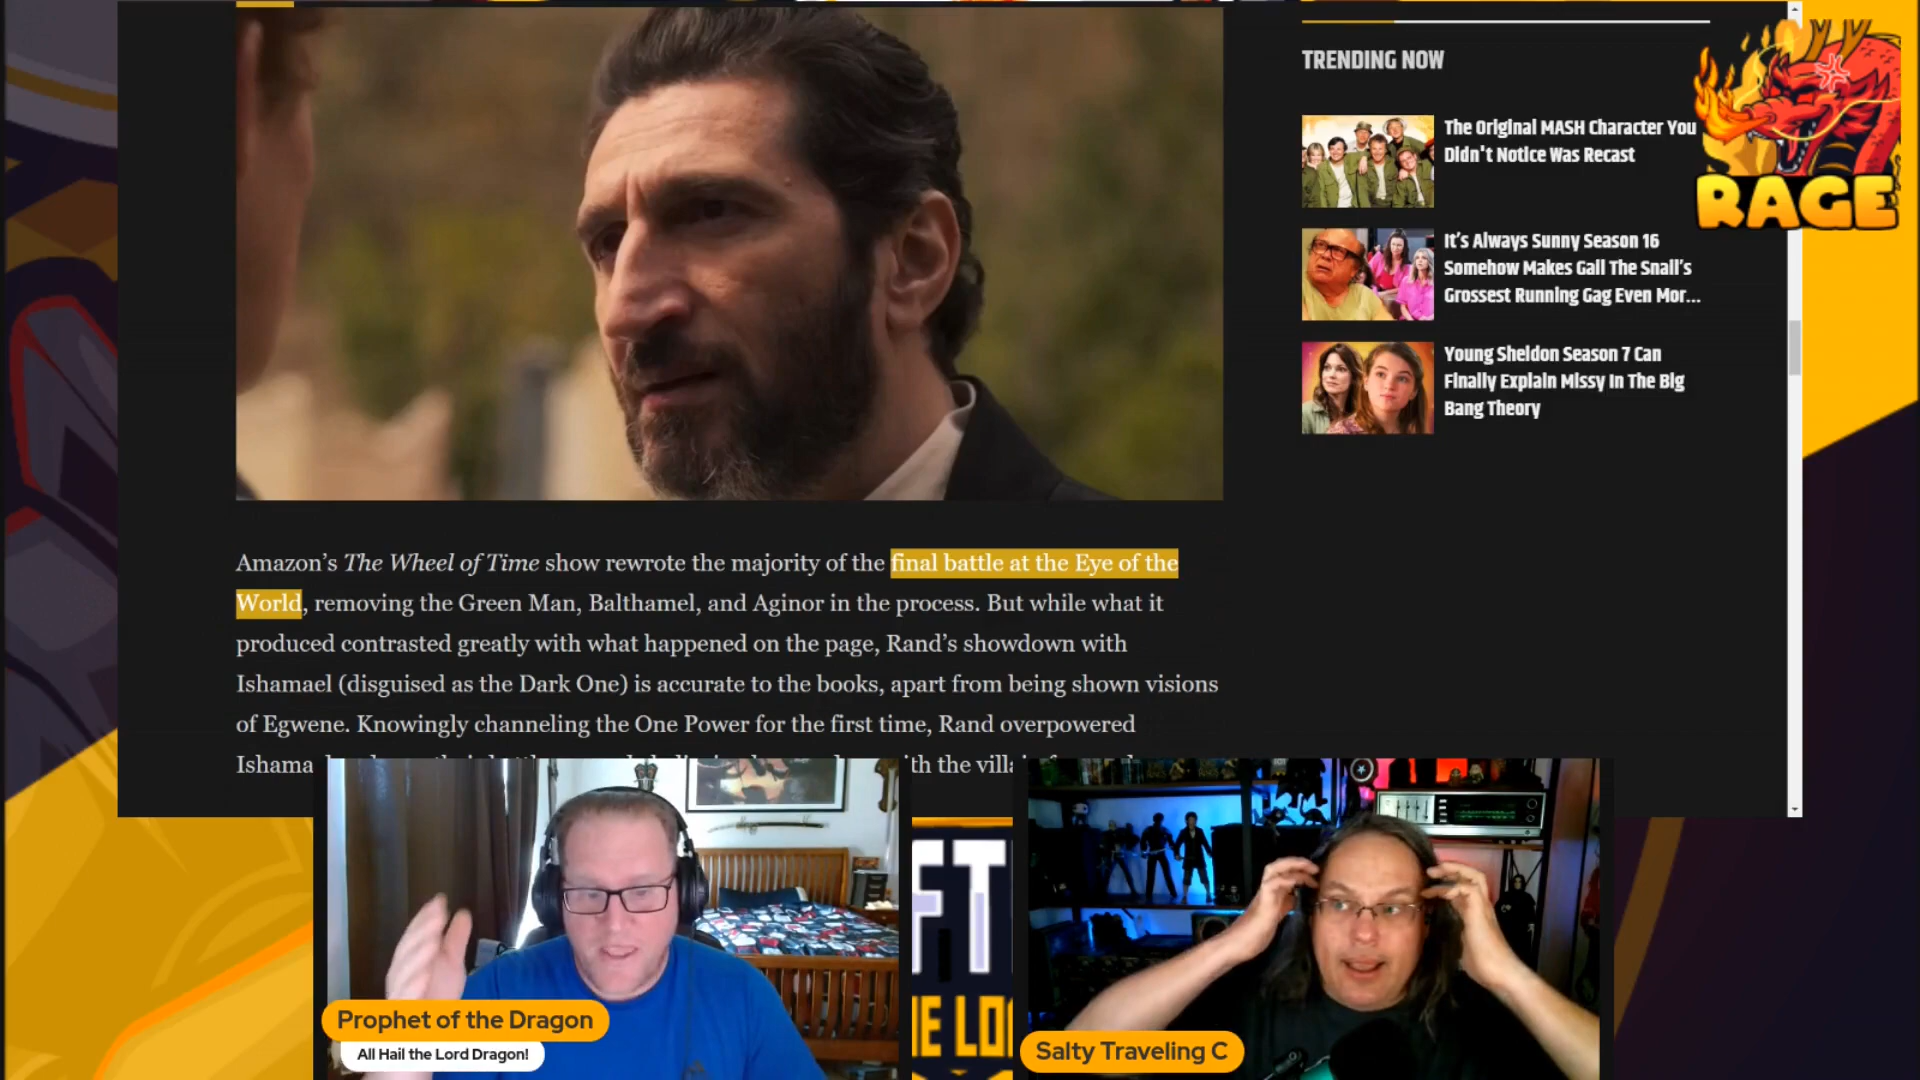 TRENDING NOW
The Original MASH Character You
Didn't Notice Was Recast
It's Always Sunny Season 16
Somehow Makes Gail The Snail's
Grossest Running Gag Even Mor...
Young Sheldon Season 7 Can
Finally Explain Missy In The Big
Bang Theory
RAGE
Amazon's The Wheel of Time show rewrote the majority of the final battle at the Eye of the
World, removing the Green Man, Balthamel, and Aginor in the process. But while what it
produced contrasted greatly with what happened on the page, Rand's showdown with
Ishamael (disguised as the Dark One) is accurate to the books, apart from being shown visions
of Egwene. Knowingly channeling the One Power for the first time, Rand overpowered
Prophet of the Dragon
All Hail the Lord Dragon!
Salty Traveling C